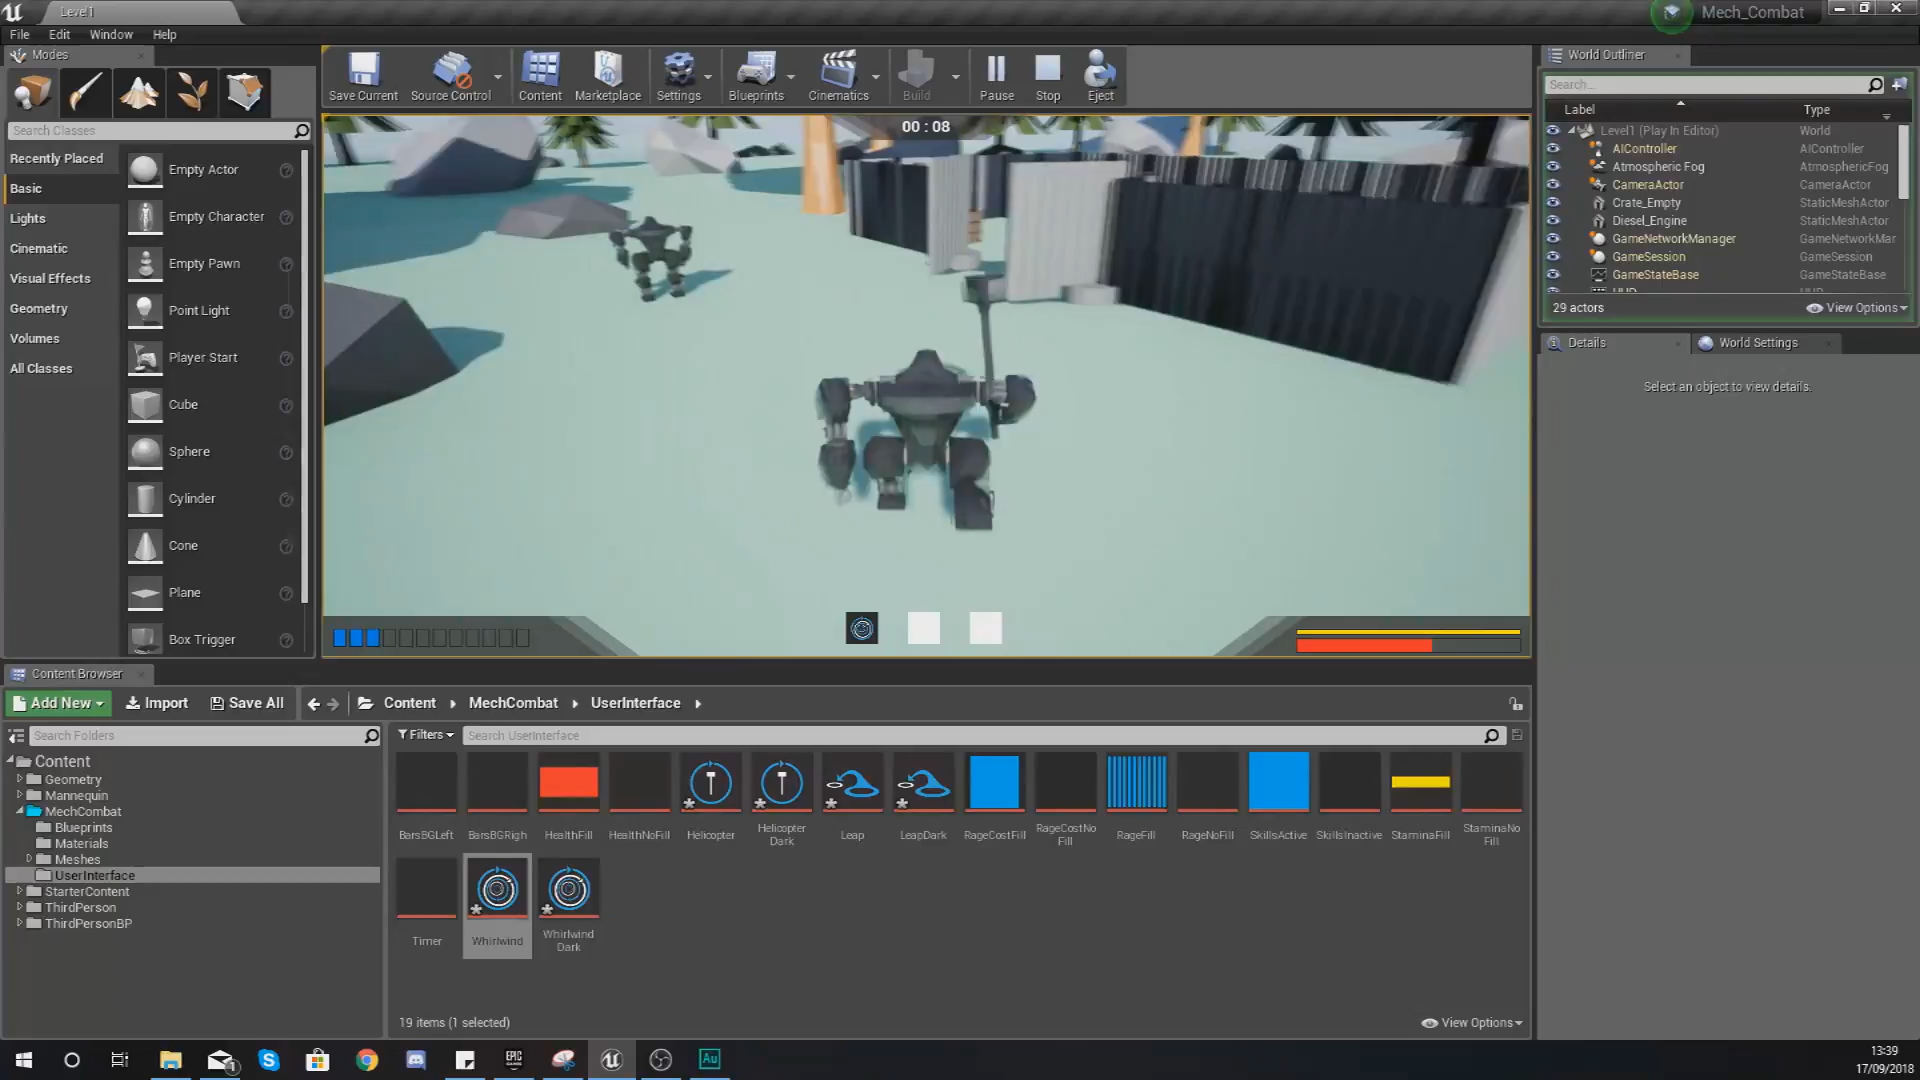 Level1
Mech_Combat
File Edit Window Help
Modes
Search Classes
Recently Placed
Basic
Lights
Cinematic
Visual Effects
Geometry
Volumes
All Classes
Empty Actor
Empty Character
Empty Pawn
Point Light
Player Start
Cube
Sphere
Cylinder
Cone
Plane
Box Trigger
Save Current
Source Control
Content
Marketplace
Settings
Blueprints
Cinematics
Build
Pause
Stop
Eject
00 : 08
World Outliner
Search...
Label Type
Level1 (Play In Editor) World
AIController AIController
Atmospheric Fog AtmosphericFog
CameraActor CameraActor
Crate_Empty StaticMeshActor
Diesel_Engine StaticMeshActor
GameNetworkManager GameNetworkMar
GameSession GameSession
GameStateBase GameStateBase
29 actors View Options
Details World Settings
Select an object to view details.
Content Browser
Add New Import Save All Content MechCombat UserInterface
Search Folders
Content
Geometry
Mannequin
MechCombat
Blueprints
Materials
Meshes
UserInterface
StarterContent
ThirdPerson
ThirdPersonBP
Filters Search UserInterface
BarsBGLeft
BarsBGRigh
HealthFill
HealthNoFill
Helicopter
Helicopter
Dark
Leap
LeapDark
RageCostFill
RageCostNo
Fill
RageFill
RageNoFill
SkillsActive
SkillsInactive
StaminaFill
StaminaNo
Fill
Timer
Whirlwind
Whirlwind
Dark
19 items (1 selected)
View Options
EPIC
GAMES
Au
13:39
17/09/2018